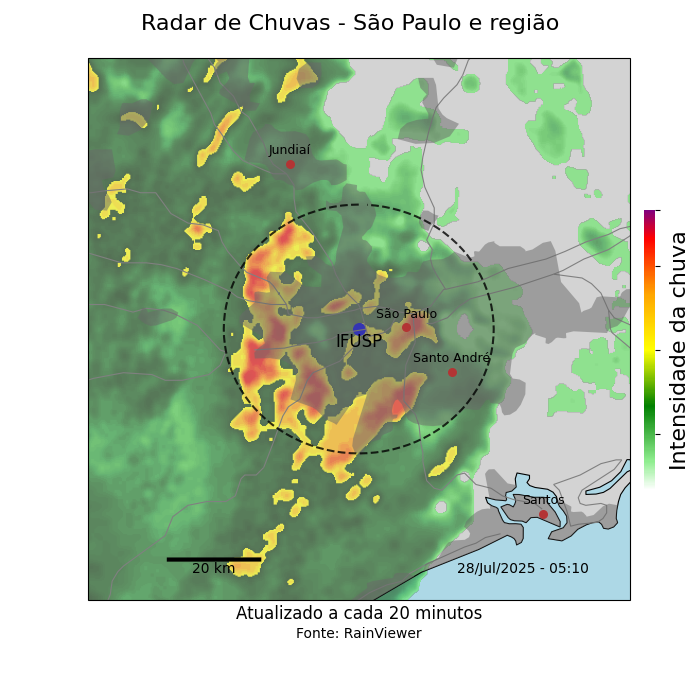 Radar de Chuvas - São Paulo e região
Jundiaí
São Paulo
IFUSP
Santo André
Santos
20 km
28/Jul/2025 - 05:10
Intensidade da chuva
Atualizado a cada 20 minutos
Fonte: RainViewer